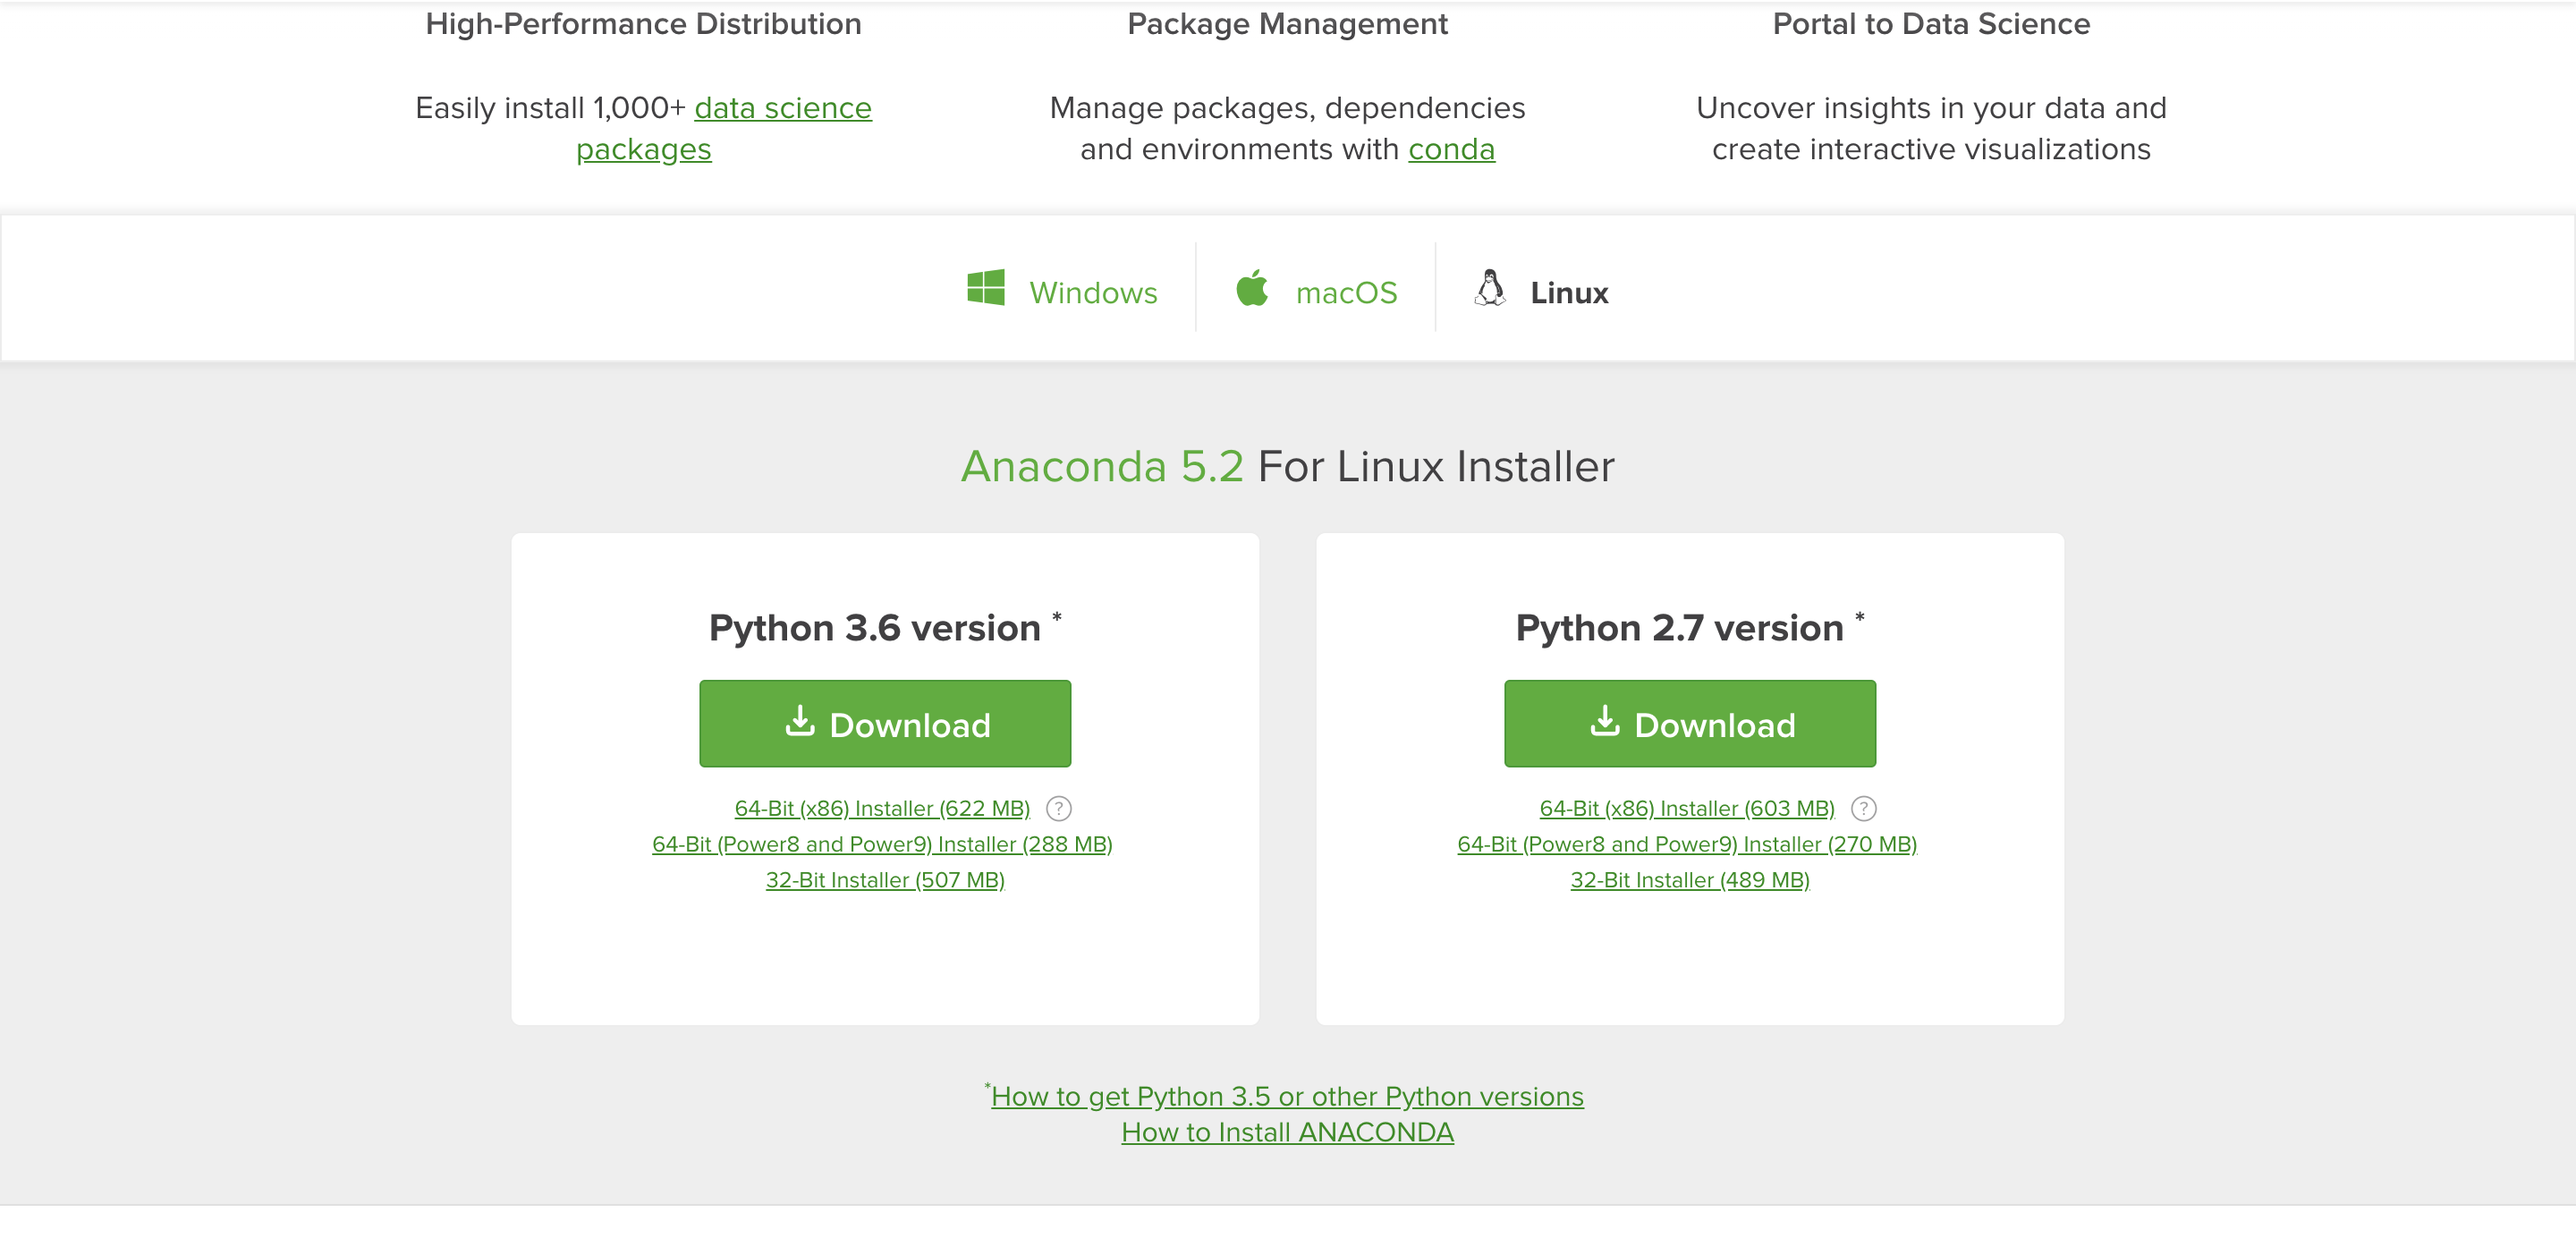 High-Performance Distribution
Easily install 1,000+ data science
packages
Package Management
Manage packages, dependencies
and environments with conda
Portal to Data Science
Uncover insights in your data and
create interactive visualizations
Windows
macOS
Linux
Anaconda 5.2 For Linux Installer
Python 3.6 version *
Download
64-Bit (x86) Installer (622 MB) ?
64-Bit (Power8 and Power9) Installer (288 MB)
32-Bit Installer (507 MB)
Python 2.7 version *
Download
64-Bit (x86) Installer (603 MB) ?
64-Bit (Power8 and Power9) Installer (270 MB)
32-Bit Installer (489 MB)
*How to get Python 3.5 or other Python versions
How to Install ANACONDA